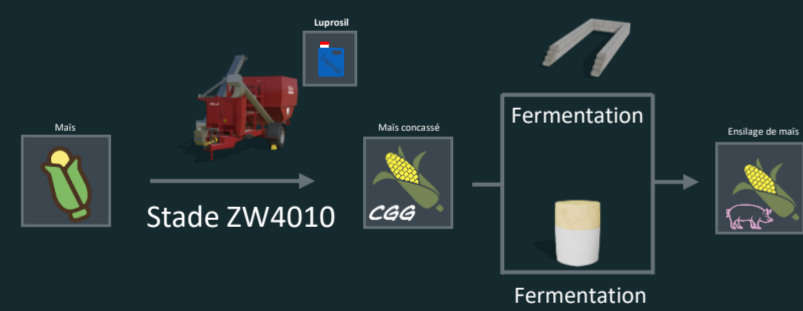 Luprosil
Maïs
Stade ZW4010
Maïs concassé
CGG
Fermentation
Fermentation
Ensilage de maïs